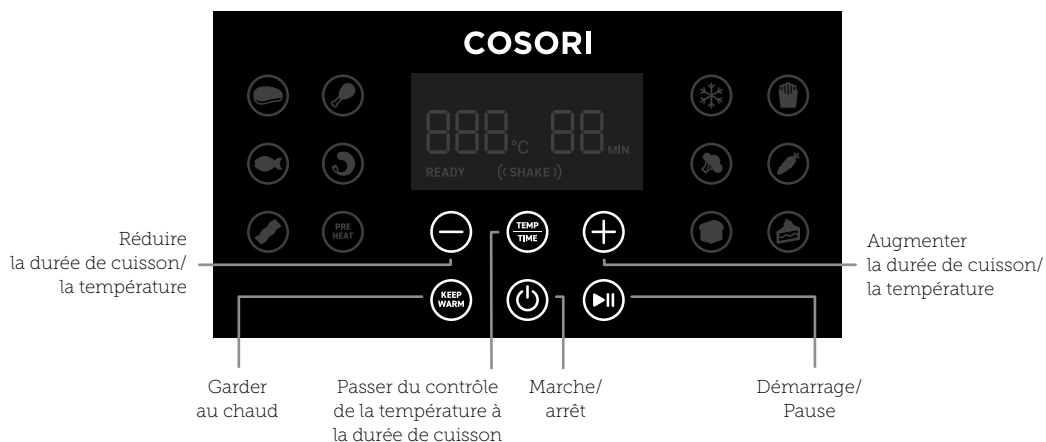 COSORI
888°C 88 MIN
READY ((SHAKE))
PRE
HEAT
TEMP
TIME
KEEP
WARM
Réduire
la durée de cuisson/
la température
Augmenter
la durée de cuisson/
la température
Garder
au chaud
Passer du contrôle
de la température à
la durée de cuisson
Marche/
arrêt
Démarrage/
Pause